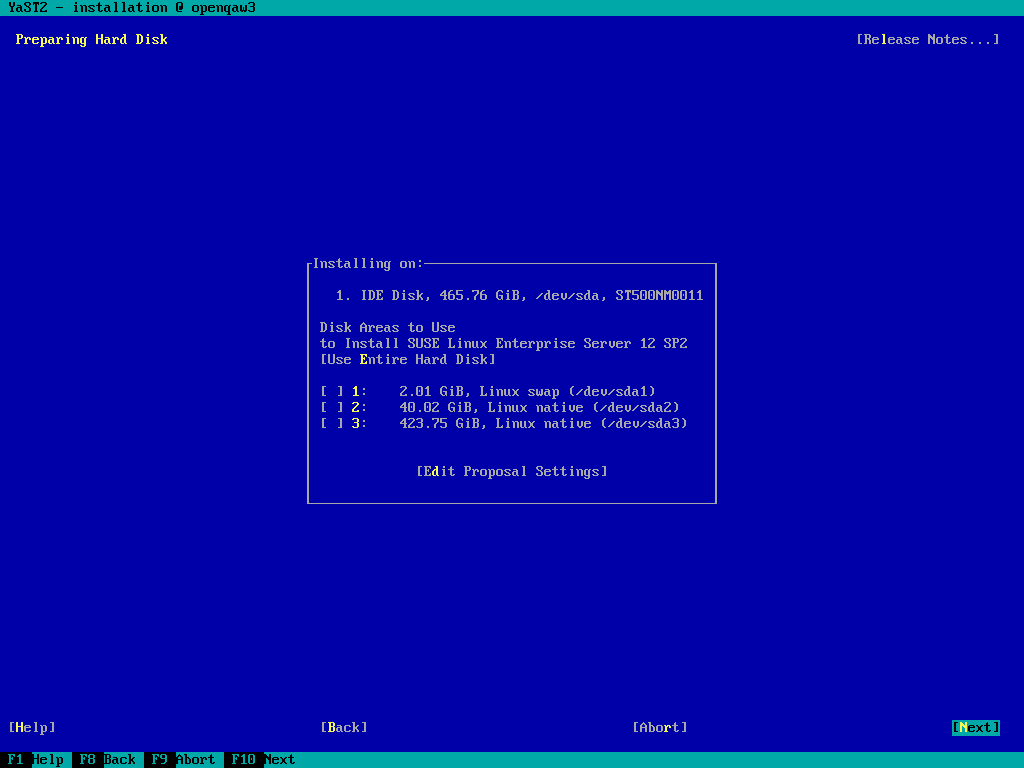 YaST2 - installation @ openqaw3
Preparing Hard Disk [Release Notes...]
Installing on:
1. IDE Disk, 465.76 GiB, /dev/sda, ST500NM0011
Disk Areas to Use
to Install SUSE Linux Enterprise Server 12 SP2
[Use Entire Hard Disk]
[ ] 1: 2.01 GiB, Linux swap (/dev/sda1)
[ ] 2: 40.02 GiB, Linux native (/dev/sda2)
[ ] 3: 423.75 GiB, Linux native (/dev/sda3)
[Edit Proposal Settings]
[Help] [Back] [Abort] [Next]
F1 Help F8 Back F9 Abort F10 Next